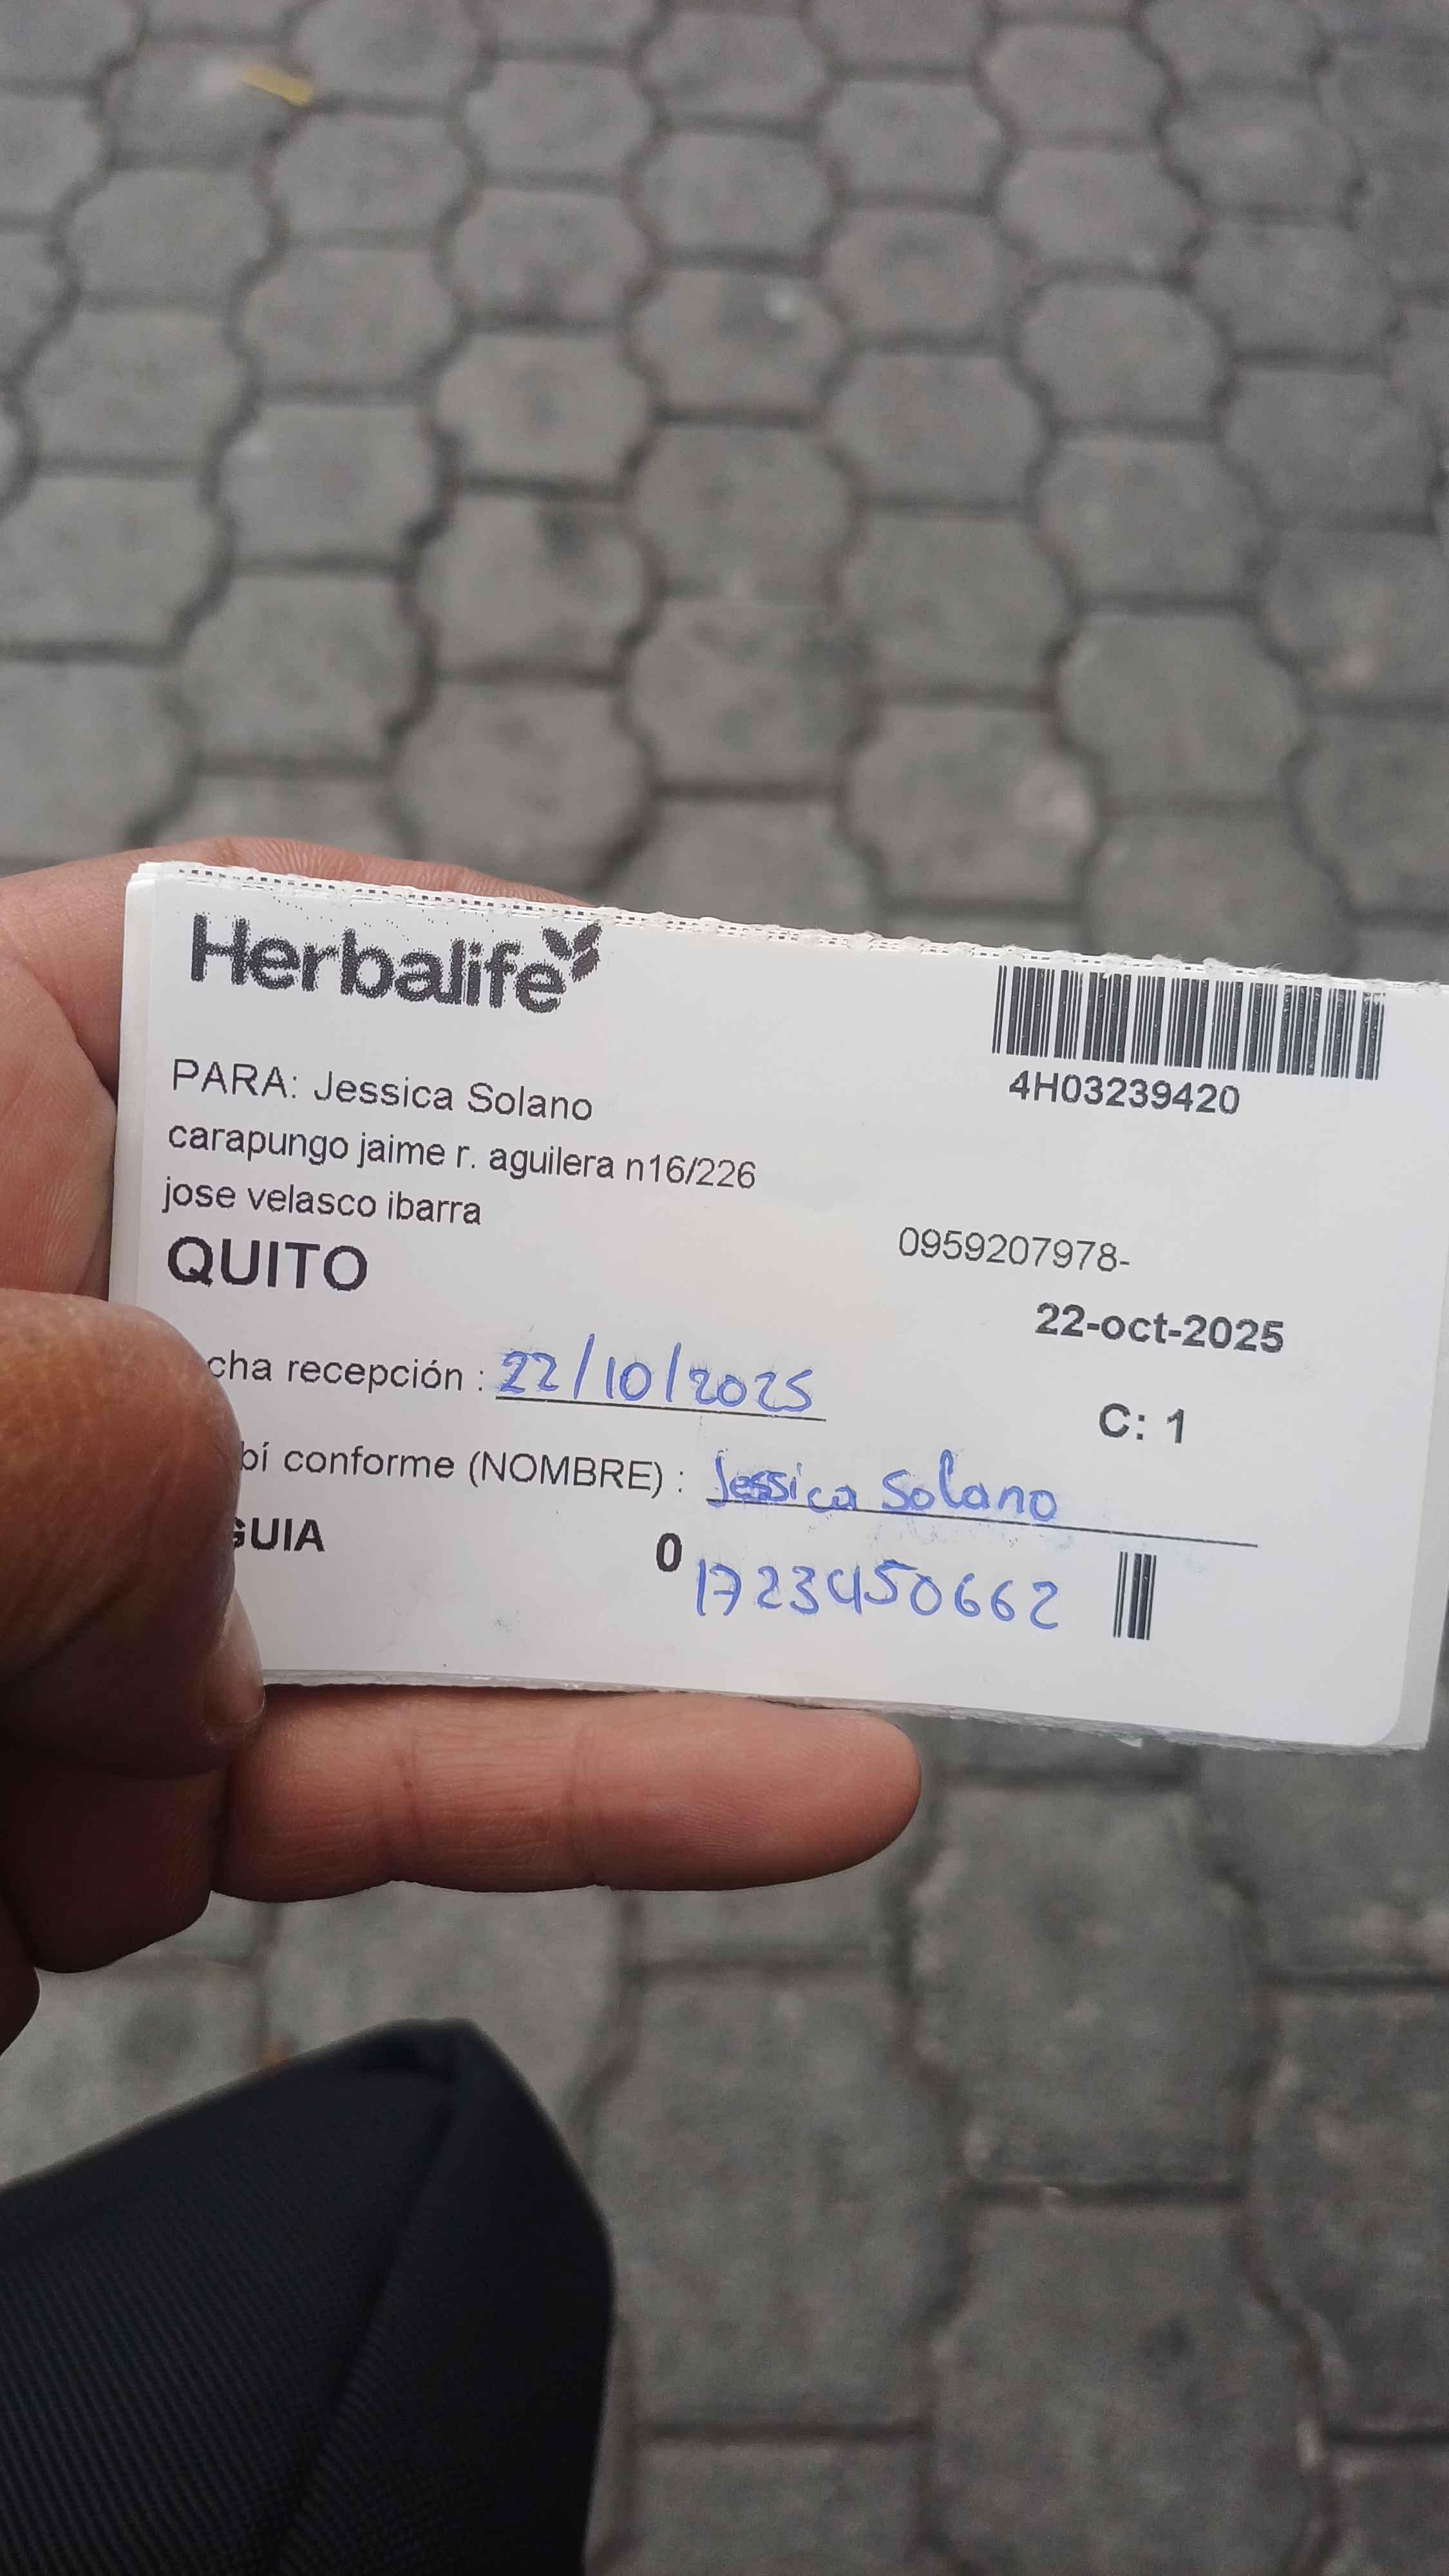 Herbalife
4H03239420
PARA: Jessica Solano
carapungo jaime r. aguilera n16/226
jose velasco ibarra
0959207978-
QUITO
22-oct-2025
cha recepción : 22/10/2025
C: 1
bí conforme (NOMBRE) : Jessica Solano
GUIA 0 1723450662